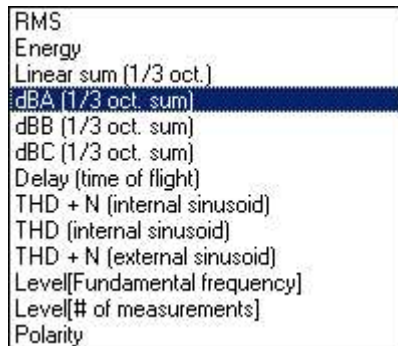 RMS
Energy
Linear sum (1/3 oct.)
dBA (1/3 oct. sum)
dBB (1/3 oct. sum)
dBC (1/3 oct. sum)
Delay (time of flight)
THD + N (internal sinusoid)
THD (internal sinusoid)
THD + N (external sinusoid)
Level[Fundamental frequency]
Level[# of measurements]
Polarity